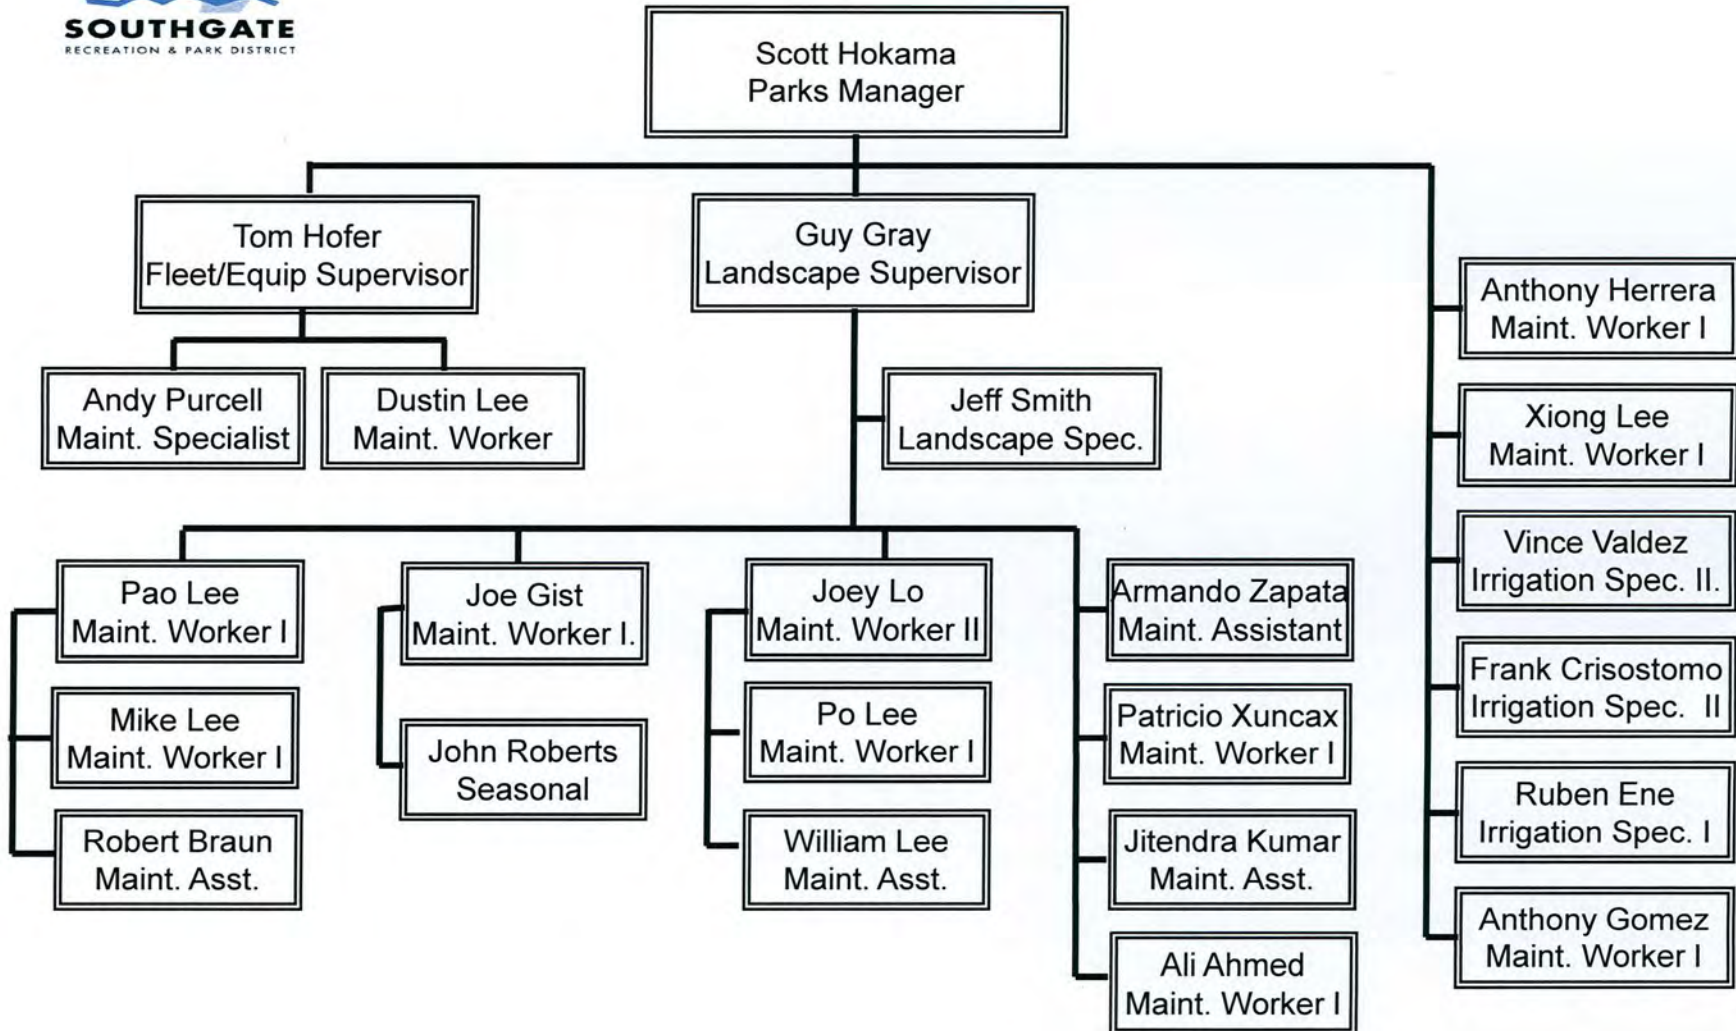 SOUTHGATE
RECREATION & PARK DISTRICT
Scott Hokama
Parks Manager
Tom Hofer
Fleet/Equip Supervisor
Guy Gray
Landscape Supervisor
Andy Purcell
Maint. Specialist
Dustin Lee
Maint. Worker
Jeff Smith
Landscape Spec.
Pao Lee
Maint. Worker I
Mike Lee
Maint. Worker I
Robert Braun
Maint. Asst.
Joe Gist
Maint. Worker I.
John Roberts
Seasonal
Joey Lo
Maint. Worker II
Po Lee
Maint. Worker I
William Lee
Maint. Asst.
Armando Zapata
Maint. Assistant
Patricio Xuncax
Maint. Worker I
Jitendra Kumar
Maint. Asst.
Ali Ahmed
Maint. Worker I
Anthony Herrera
Maint. Worker I
Xiong Lee
Maint. Worker I
Vince Valdez
Irrigation Spec. II.
Frank Crisostomo
Irrigation Spec. II
Ruben Ene
Irrigation Spec. I
Anthony Gomez
Maint. Worker I